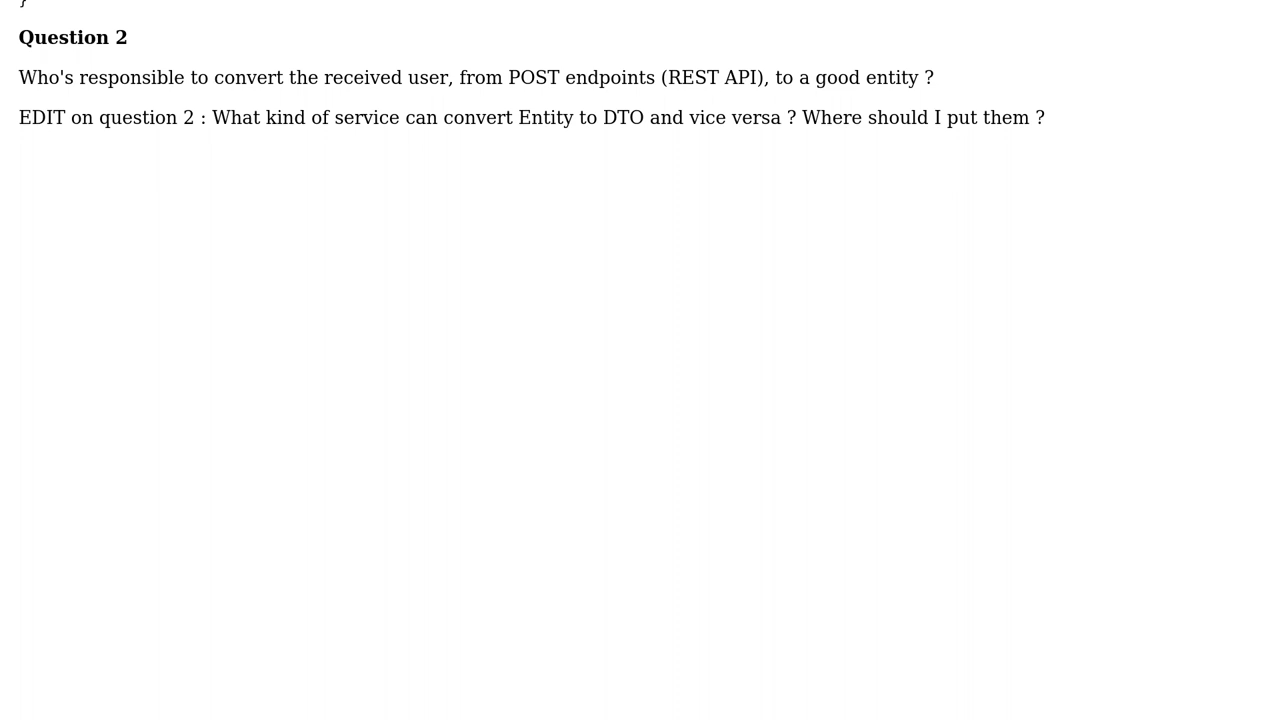 }
Question 2
Who's responsible to convert the received user, from POST endpoints (REST API), to a good entity ?
EDIT on question 2 : What kind of service can convert Entity to DTO and vice versa ? Where should I put them ?